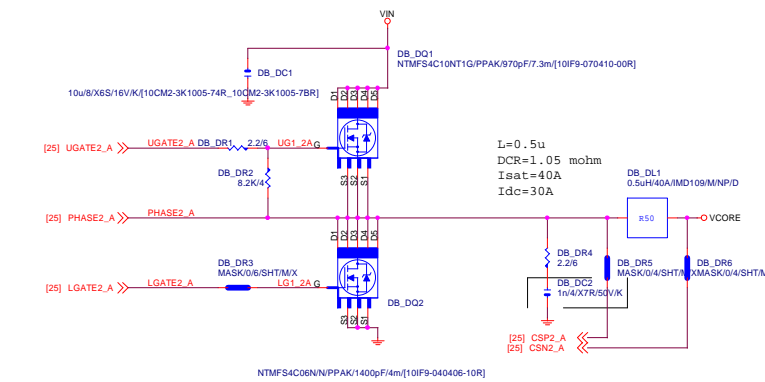 VIN
DB_DQ1
NTMFS4C10NT1G/PPAK/970pF/7.3m/[10IF9-070410-00R]
DB_DC1
10u/8/X6S/16V/K/[10CM2-3K1005-74R_10CM2-3K1005-7BR]
D1
D2
D3
D4
D5
[25] UGATE2_A
UGATE2_A
DB_DR1
2.2/6
UG1_2A
G
DB_DR2
8.2K/4
S3
S2
S1
L=0.5u
DCR=1.05 mohm
Isat=40A
Idc=30A
DB_DL1
0.5uH/40A/IMD109/M/NP/D
[25] PHASE2_A
PHASE2_A
R50
VCORE
D1
D2
D3
D4
D5
DB_DR3
MASK/0/6/SHT/M/X
[25] LGATE2_A
LGATE2_A
LG1_2A
G
DB_DQ2
S3
S2
S1
DB_DR4
2.2/6
DB_DC2
1n/4/X7R/50V/K
DB_DR5
MASK/0/4/SHT/M/X
DB_DR6
MASK/0/4/SHT/M/
[25] CSP2_A
[25] CSN2_A
NTMFS4C06N/N/PPAK/1400pF/4m/[10IF9-040406-10R]